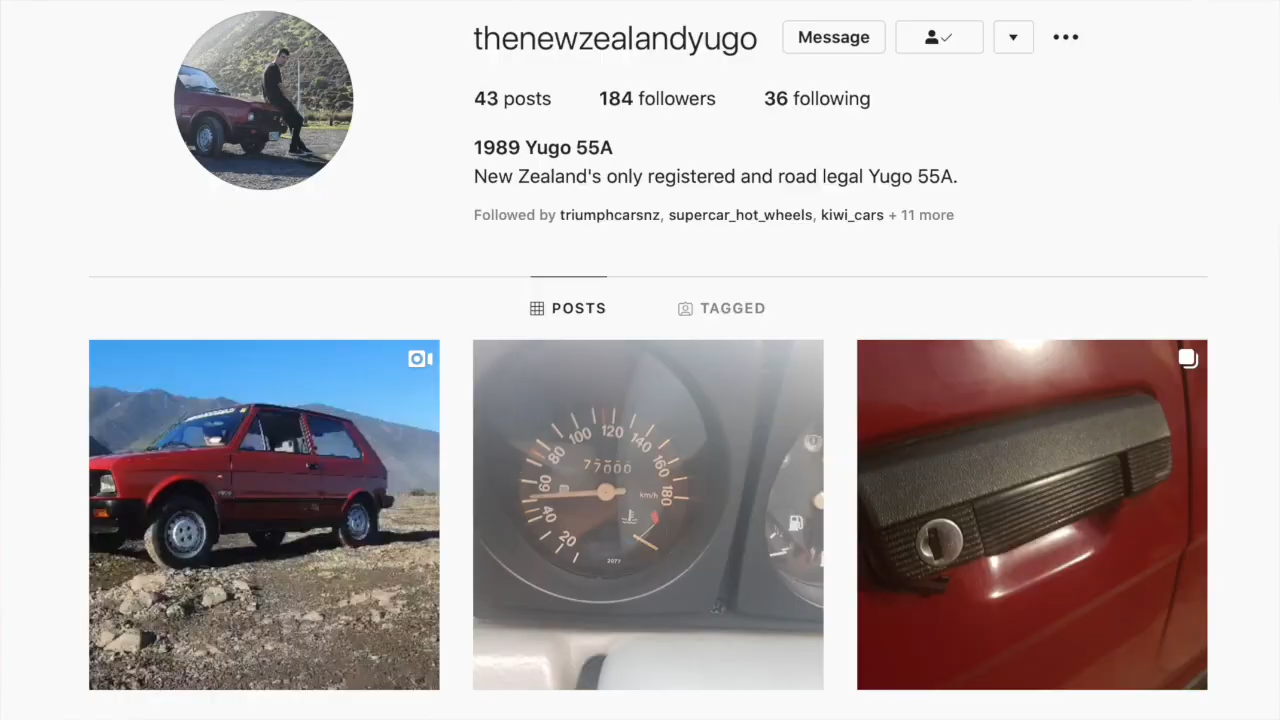 thenewzealandyugo
Message
43 posts
184 followers
36 following
1989 Yugo 55A
New Zealand's only registered and road legal Yugo 55A.
Followed by triumphcarsnz, supercar_hot_wheels, kiwi_cars + 11 more
POSTS
TAGGED
20
40
60
80
100
120
140
160
180
77000
km/h